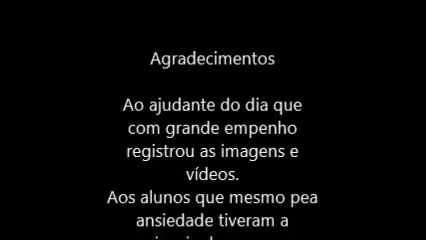 Agradecimentos
Ao ajudante do dia que
com grande empenho
registrou as imagens e
vídeos.
Aos alunos que mesmo pea
ansiedade tiveram a